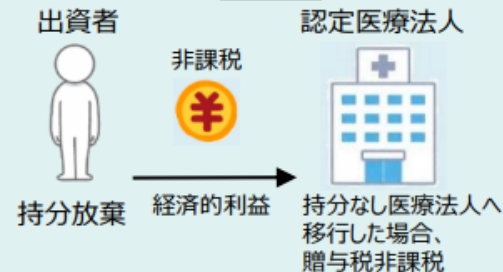 出資者
認定医療法人
非課税
¥
持分放棄
経済的利益
持分なし医療法人へ
移行した場合、
贈与税非課税